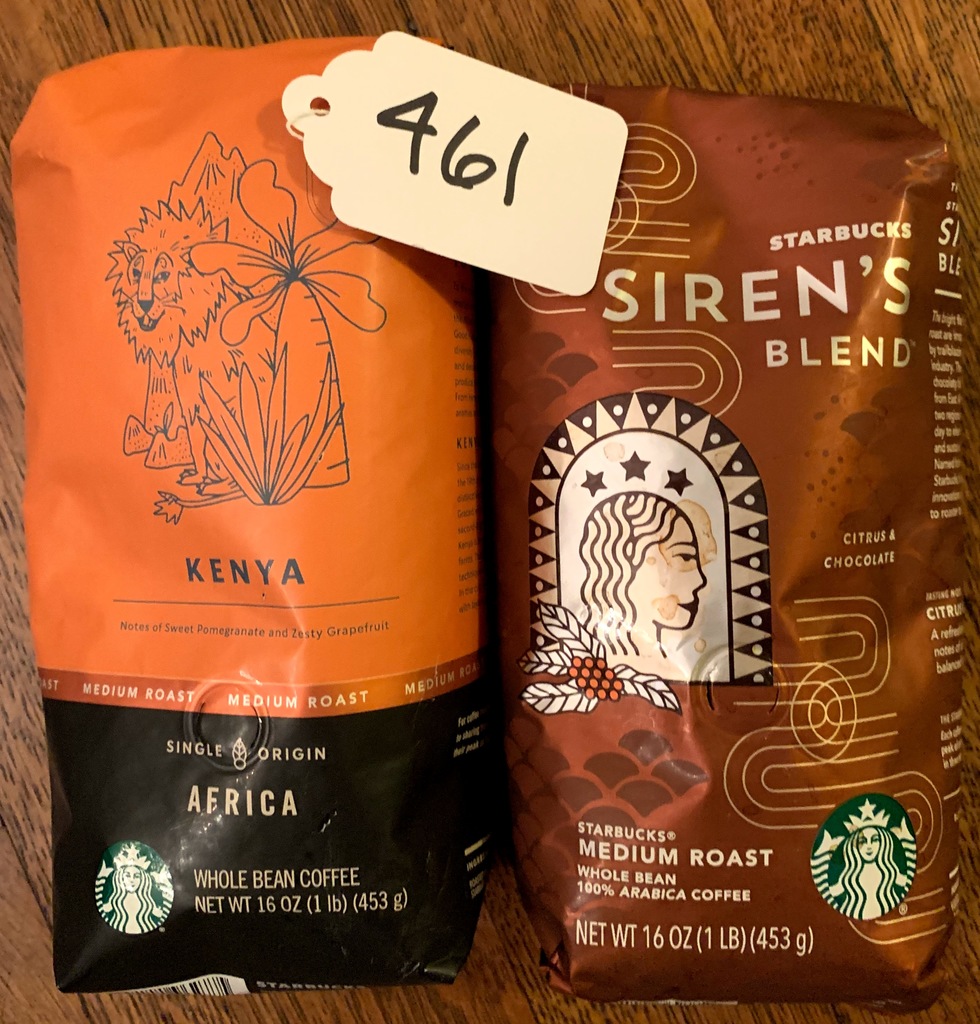 461
KENYA
Notes of Sweet Pomegranate and Zesty Grapefruit
MEDIUM ROAST
MEDIUM ROAST
MEDIUM
SINGLE ORIGIN
AFRICA
WHOLE BEAN COFFEE
NET WT 16 OZ (1 lb) (453 g)
STARBUCKS
STARBUCKS
SIREN'S
BLEND™
CITRUS &
CHOCOLATE
STARBUCKS®
MEDIUM ROAST
WHOLE BEAN
100% ARABICA COFFEE
NET WT 16 OZ (1 LB) (453 g)